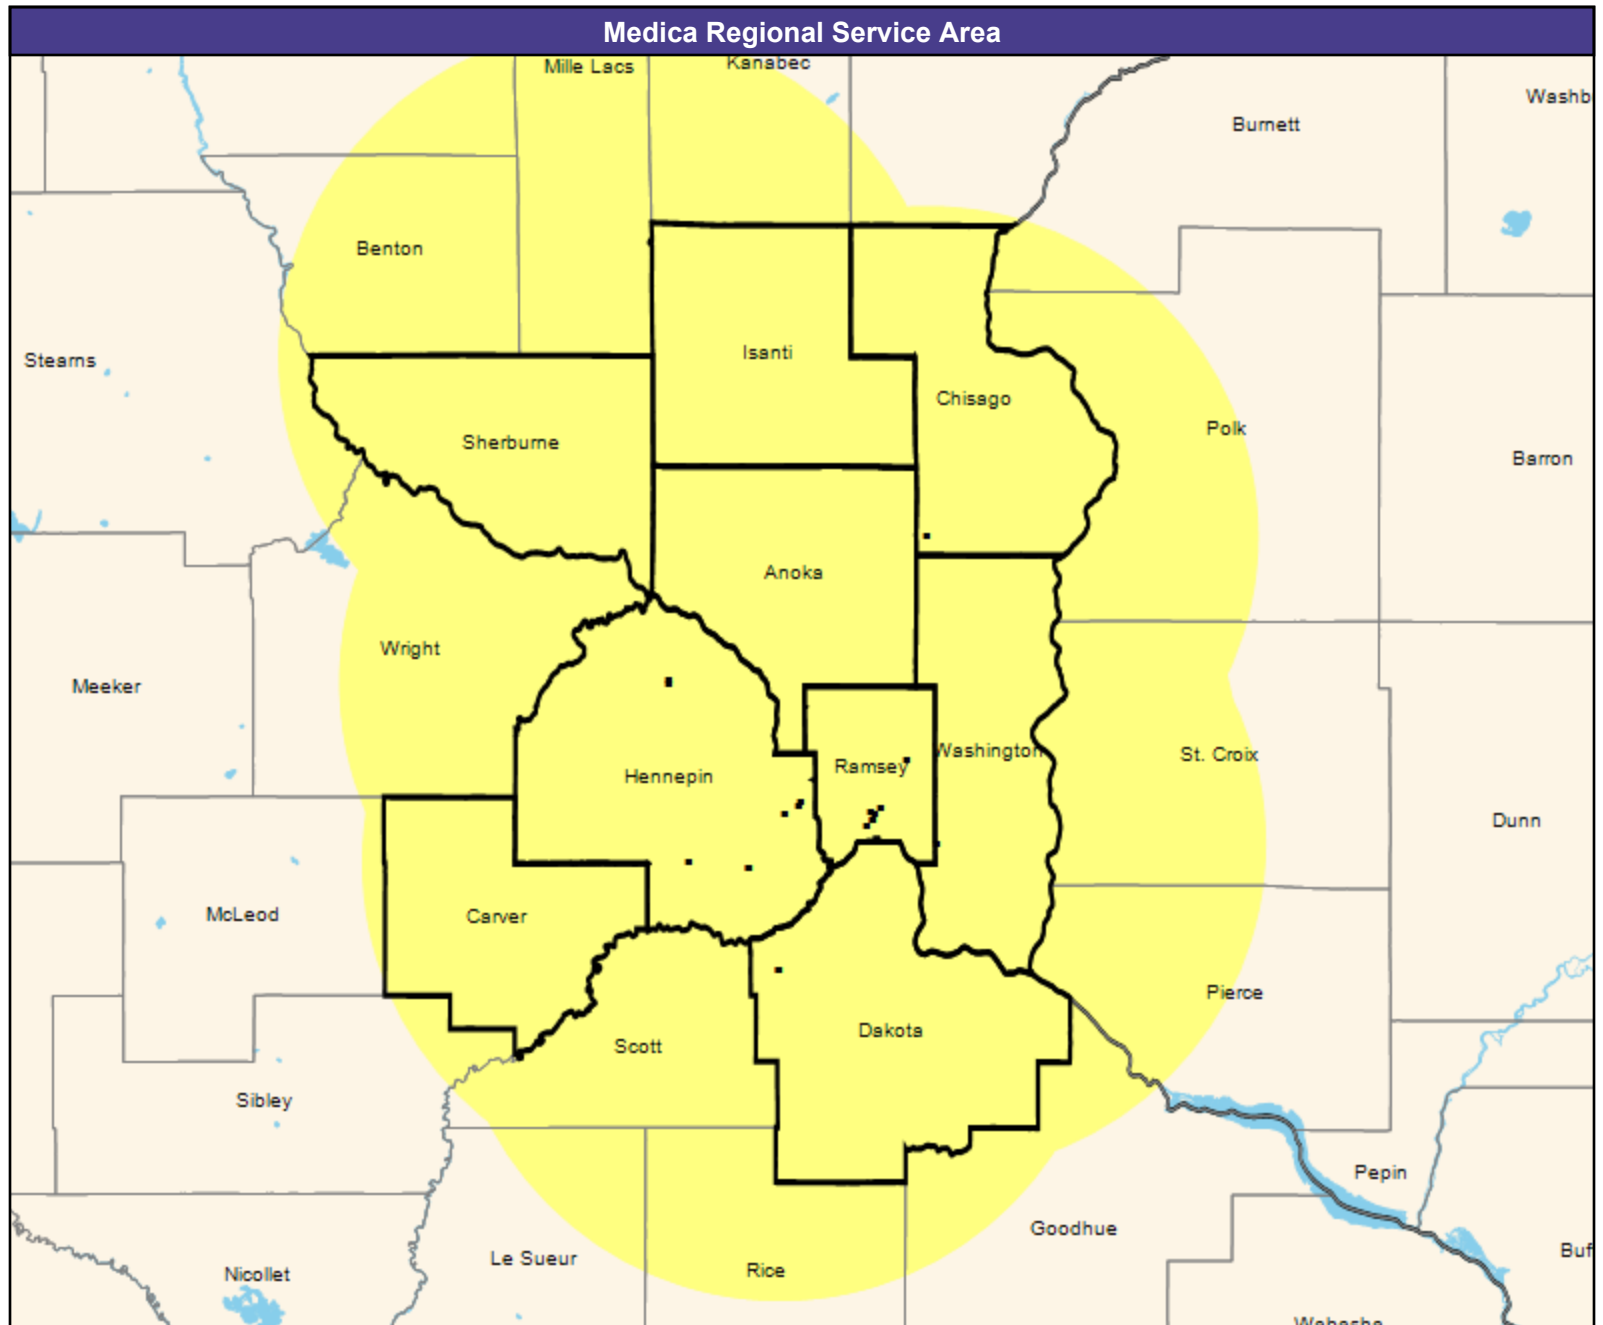 Medica Regional Service Area
Mille Lacs
Kanabec
Washb
Burnett
Benton
Isanti
Stearns
Chisago
Polk
Sherburne
Barron
Anoka
Wright
Meeker
Washington
St. Croix
Ramsey
Hennepin
Dunn
McLeod
Carver
Pierce
Dakota
Scott
Sibley
Pepin
Goodhue
Buf
Le Sueur
Rice
Nicollet